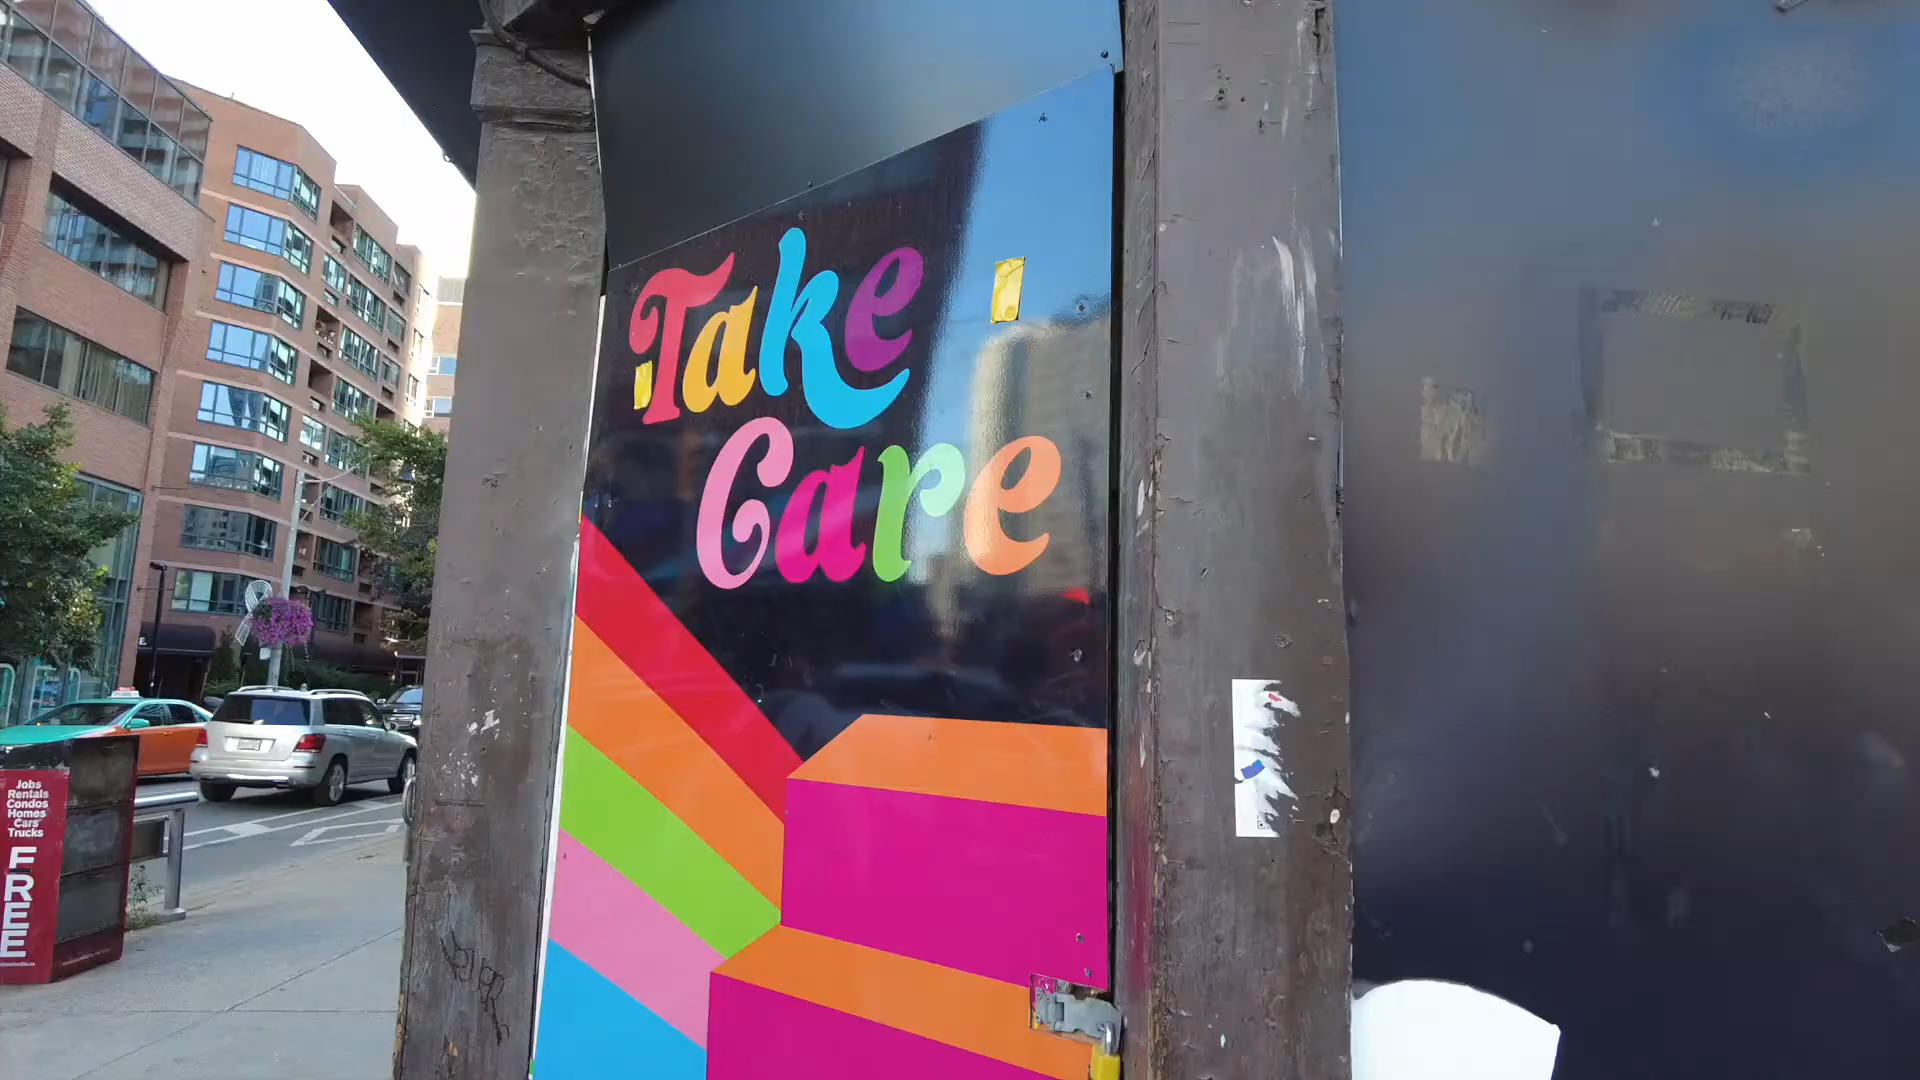 Take
Care
Jobs
Rentals
Condos
Homes
Cars
Trucks
FREE